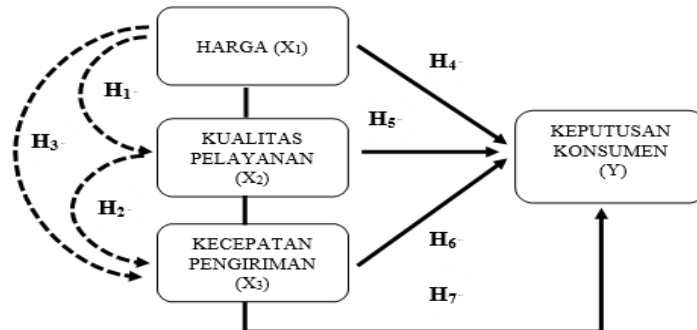 HARGA (X1)
H4
H1
H5
H3
KUALITAS
PELAYANAN
(X2)
KEPUTUSAN
KONSUMEN
(Y)
H2
KECEPATAN
PENGIRIMAN
(X3)
H6
H7